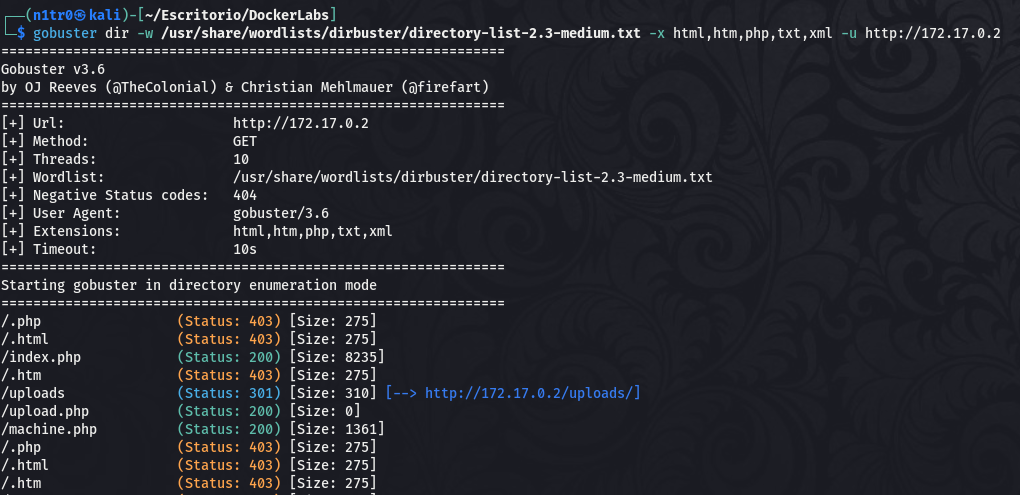 ┌──(n1tr0㉿kali)-[~/Escritorio/DockerLabs]
└─$ gobuster dir -w /usr/share/wordlists/dirbuster/directory-list-2.3-medium.txt -x html,htm,php,txt,xml -u http://172.17.0.2
===============================================================
Gobuster v3.6
by OJ Reeves (@TheColonial) & Christian Mehlmauer (@firefart)
===============================================================
[+] Url:                     http://172.17.0.2
[+] Method:                  GET
[+] Threads:                 10
[+] Wordlist:                /usr/share/wordlists/dirbuster/directory-list-2.3-medium.txt
[+] Negative Status codes:   404
[+] User Agent:              gobuster/3.6
[+] Extensions:              html,htm,php,txt,xml
[+] Timeout:                 10s
===============================================================
Starting gobuster in directory enumeration mode
===============================================================
/.php                 (Status: 403) [Size: 275]
/.html                (Status: 403) [Size: 275]
/index.php            (Status: 200) [Size: 8235]
/.htm                 (Status: 403) [Size: 275]
/uploads              (Status: 301) [Size: 310] [--> http://172.17.0.2/uploads/]
/upload.php           (Status: 200) [Size: 0]
/machine.php          (Status: 200) [Size: 1361]
/.php                 (Status: 403) [Size: 275]
/.html                (Status: 403) [Size: 275]
/.htm                 (Status: 403) [Size: 275]